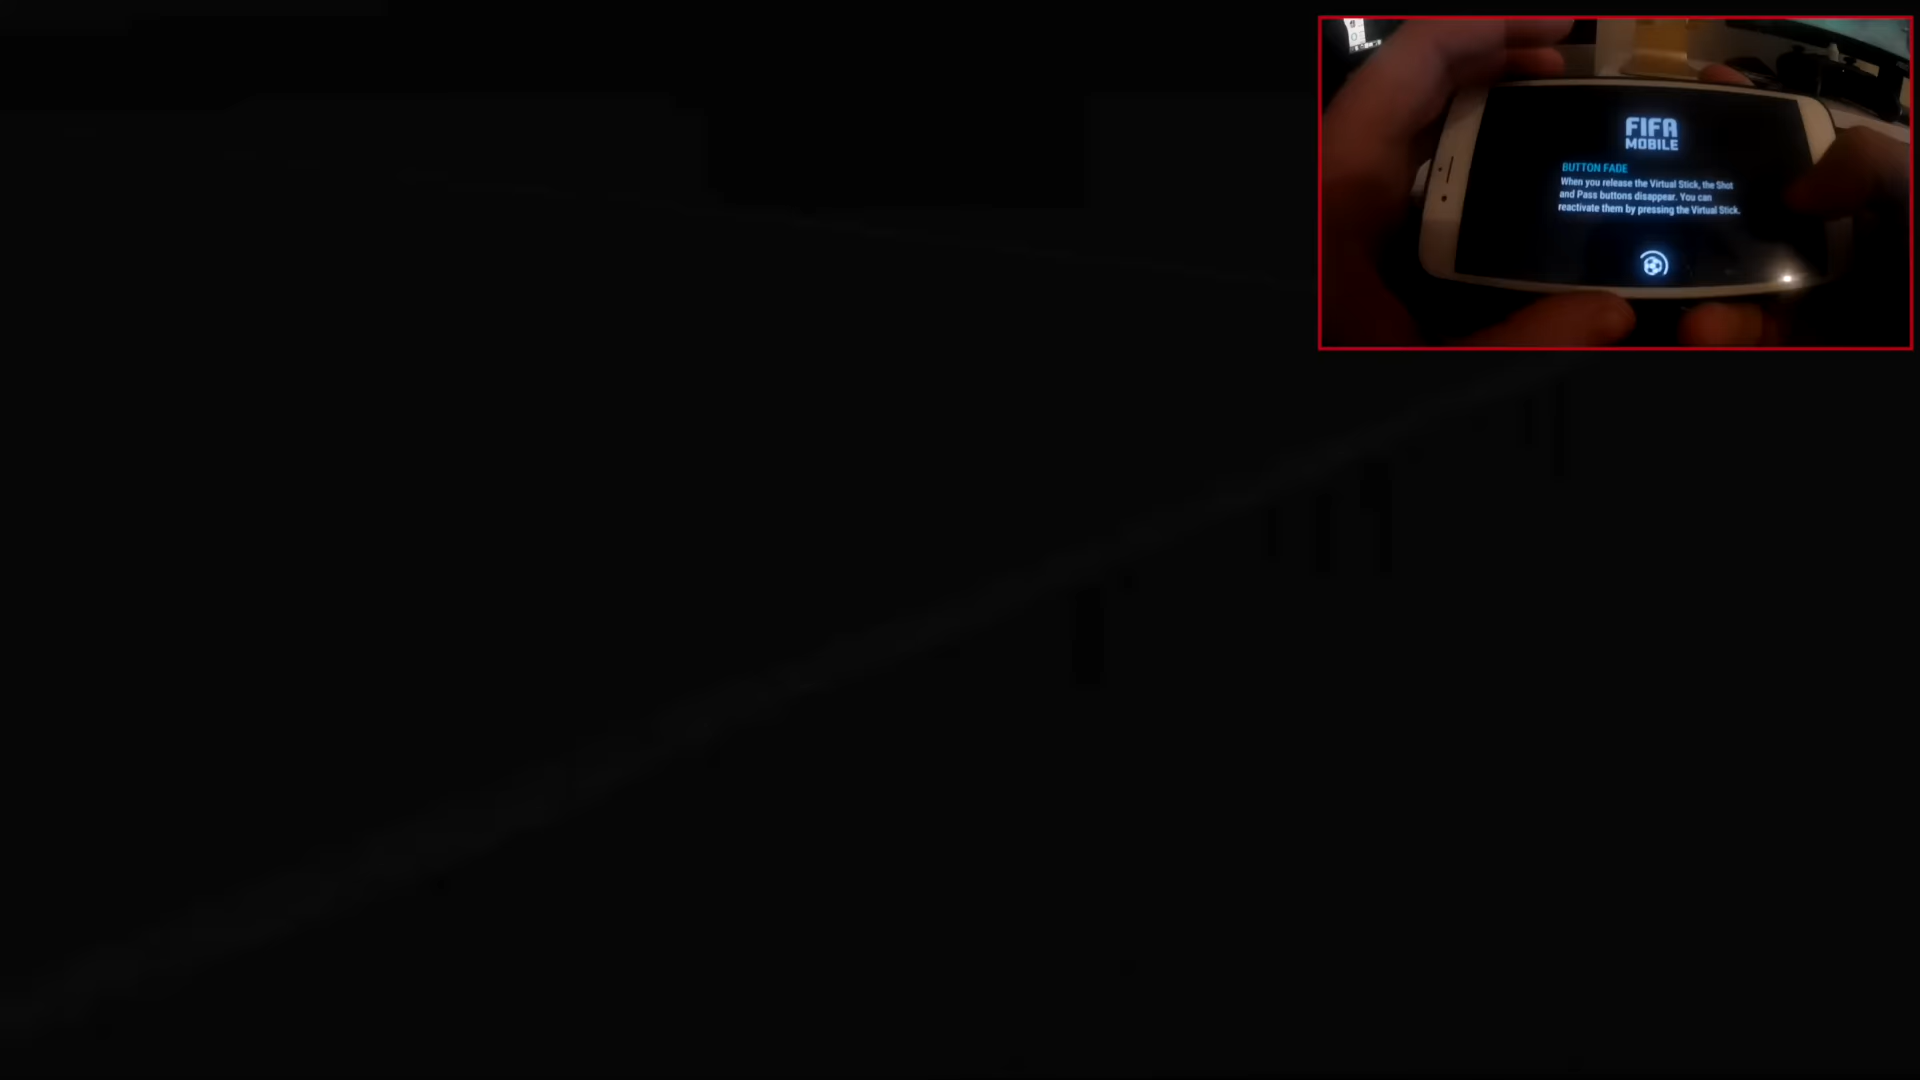 FIFA
MOBILE
BUTTON FADE
When you release the Virtual Stick, the Shot
and Pass buttons disappear. You can
reactivate them by pressing the Virtual Stick.